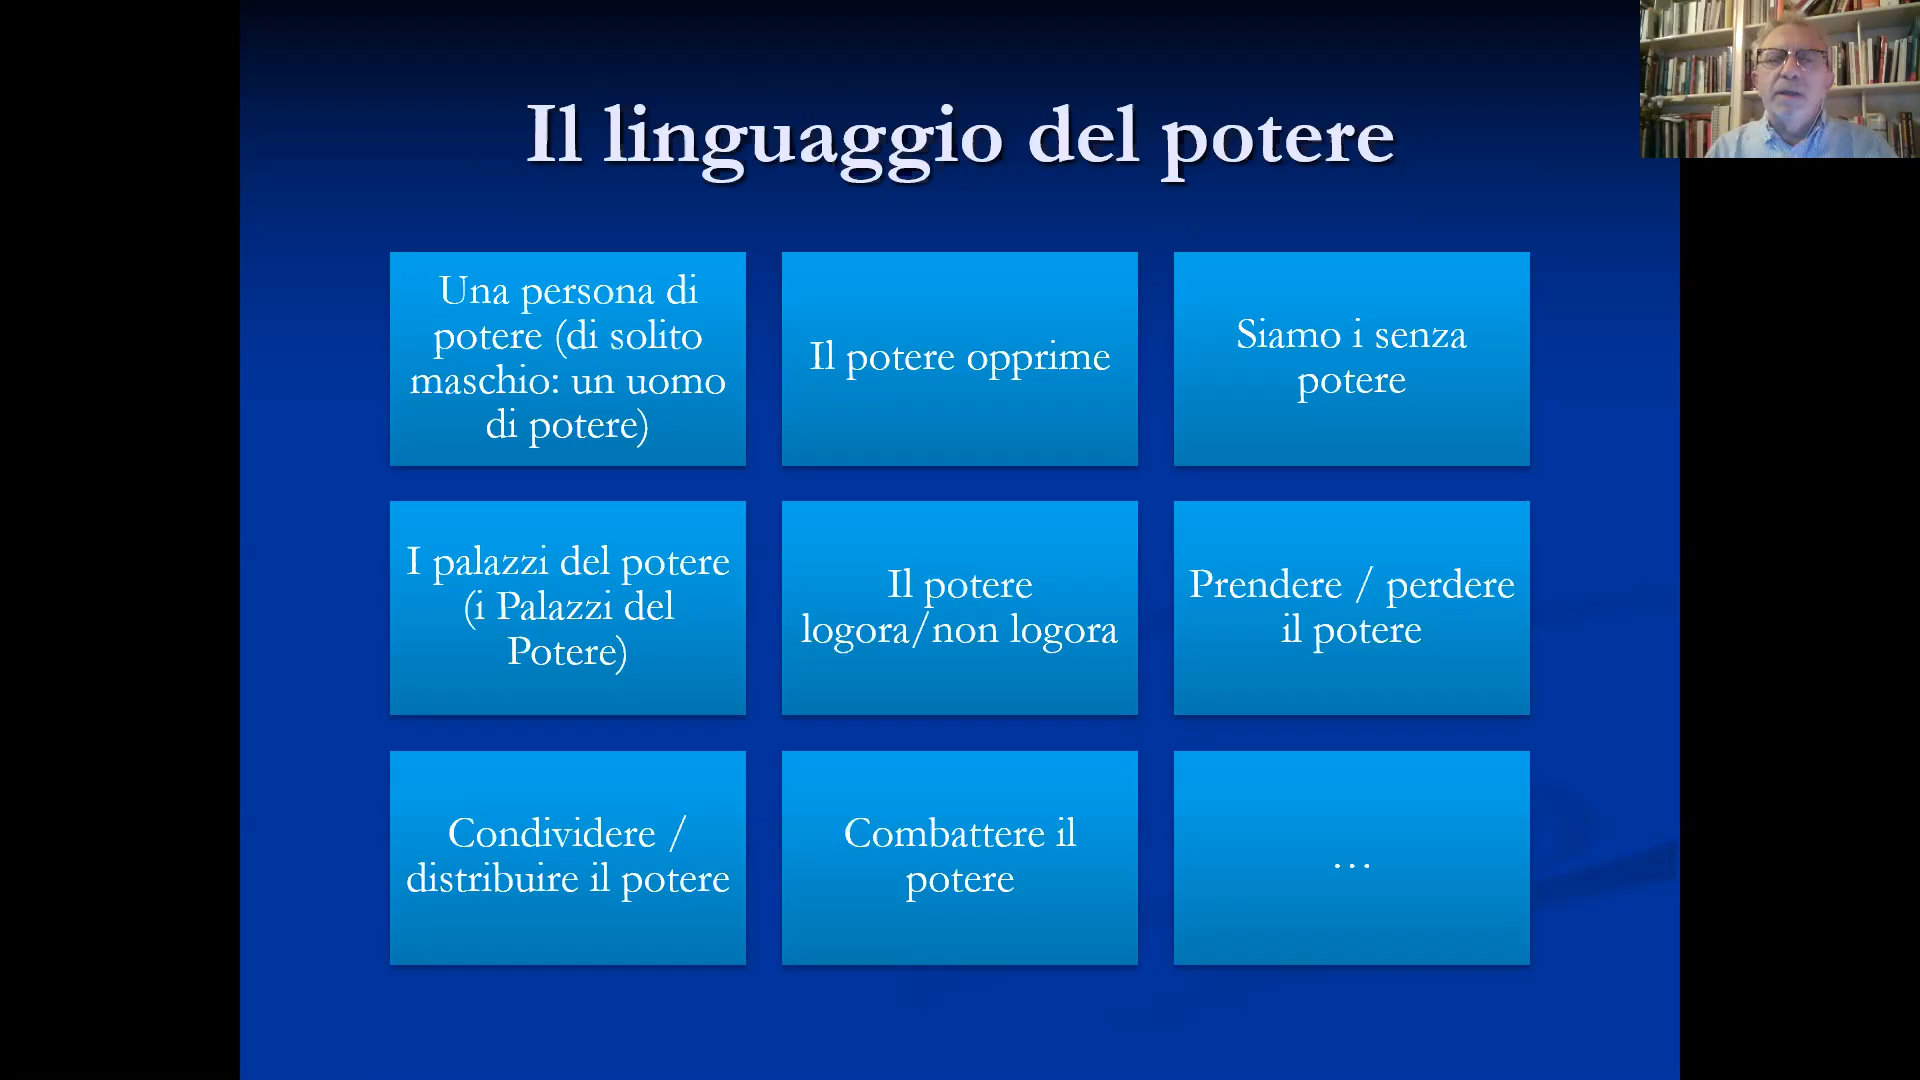 Il linguaggio del potere
Una persona di
potere (di solito
maschio: un uomo
di potere)
Il potere opprime
Siamo i senza
potere
I palazzi del potere
(i Palazzi del
Potere)
Il potere
logora/non logora
Prendere / perdere
il potere
Condividere /
distribuire il potere
Combattere il
potere
…